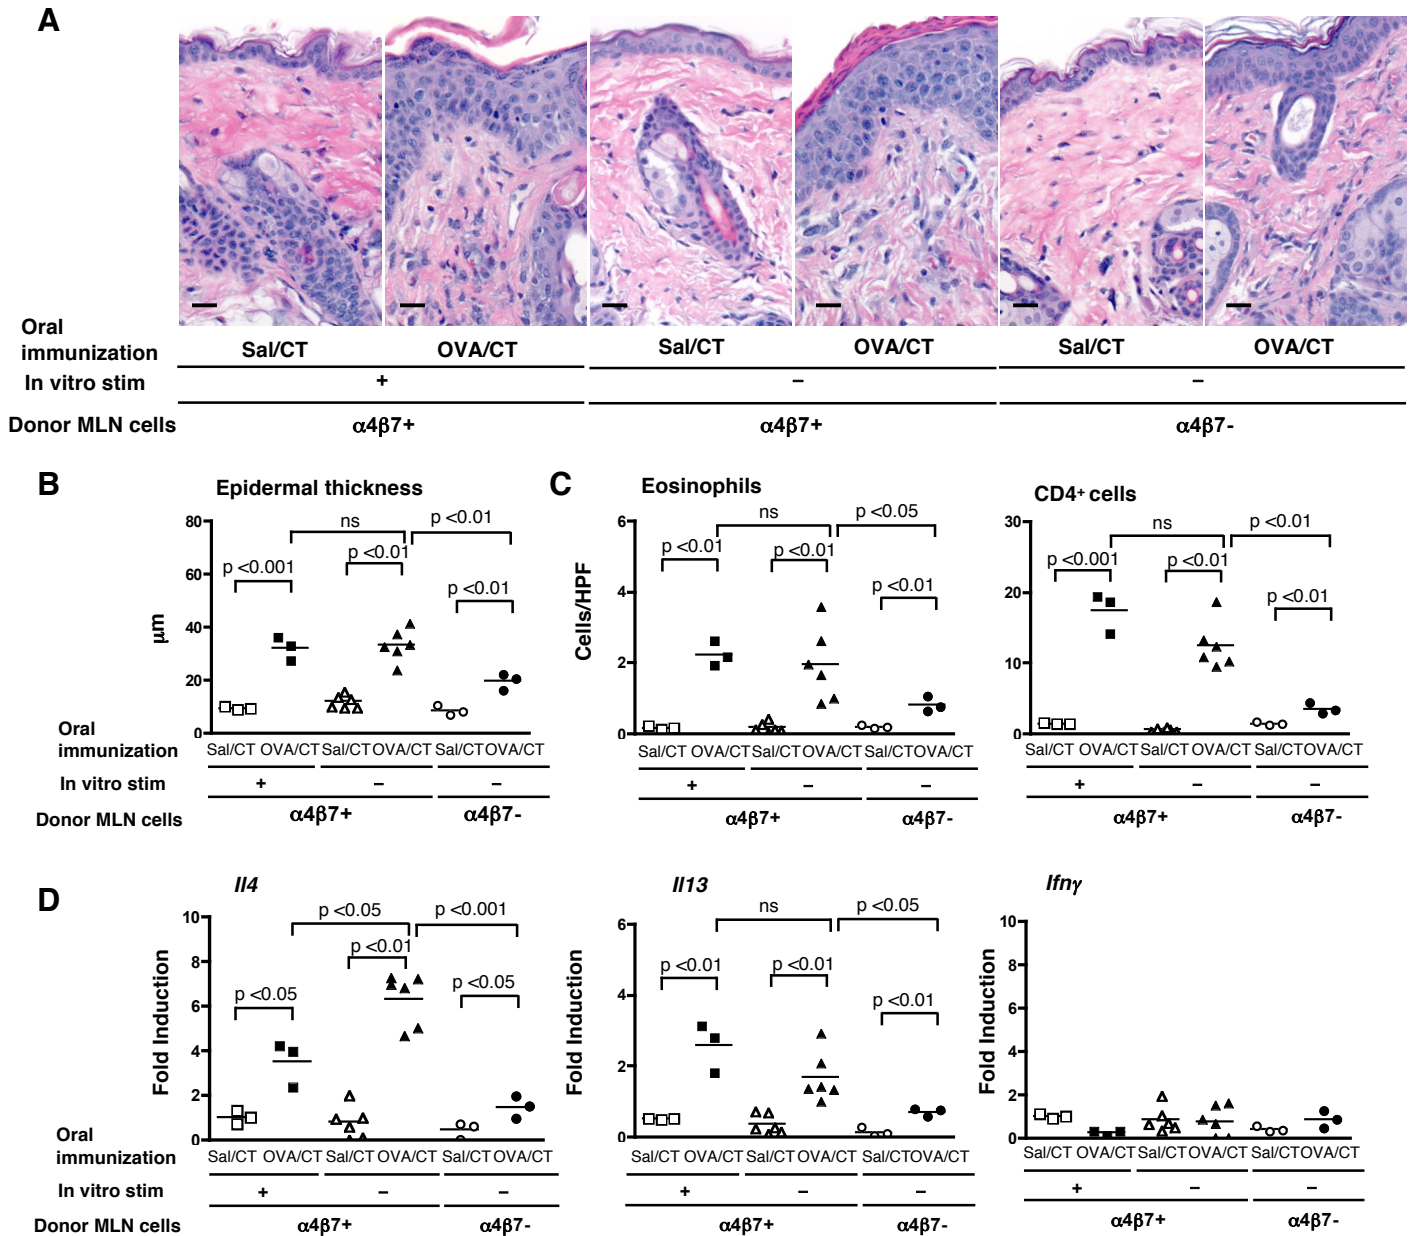 A
Oral
immunization
Sal/CT OVA/CT Sal/CT OVA/CT Sal/CT OVA/CT
In vitro stim + – –
Donor MLN cells α4β7+ α4β7+ α4β7-
B
Epidermal thickness
ns
p <0.01
p <0.001
p <0.01
p <0.01
µm
80
60
40
20
0
Oral
immunization
Sal/CT OVA/CT Sal/CT OVA/CT Sal/CT OVA/CT
In vitro stim + – –
Donor MLN cells α4β7+ α4β7-
C
Eosinophils
ns
p <0.05
p <0.01
p <0.01
p <0.01
Cells/HPF
6
4
2
0
Sal/CT OVA/CT Sal/CT OVA/CT Sal/CT OVA/CT
+ – –
α4β7+ α4β7-
CD4+ cells
ns
p <0.01
p <0.001
p <0.01
p <0.01
30
20
10
0
Sal/CT OVA/CT Sal/CT OVA/CT Sal/CT OVA/CT
+ – –
α4β7+ α4β7-
D
Il4
p <0.05
p <0.001
p <0.01
p <0.05
p <0.05
Fold Induction
10
8
6
4
2
0
Oral
immunization
Sal/CT OVA/CT Sal/CT OVA/CT Sal/CT OVA/CT
In vitro stim + – –
Donor MLN cells α4β7+ α4β7-
Il13
ns
p <0.05
p <0.01
p <0.01
p <0.01
Fold Induction
6
4
2
0
Sal/CT OVA/CT Sal/CT OVA/CT Sal/CT OVA/CT
+ – –
α4β7+ α4β7-
Ifnγ
Fold Induction
10
8
6
4
2
0
Sal/CT OVA/CT Sal/CT OVA/CT Sal/CT OVA/CT
+ – –
α4β7+ α4β7-